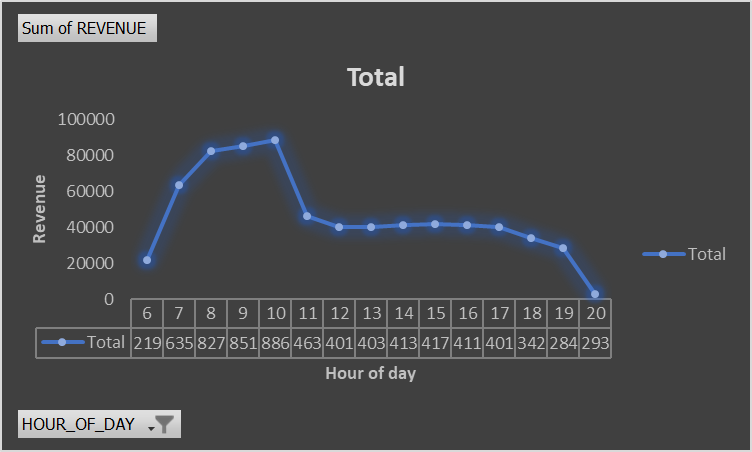 Sum of REVENUE
Total
100000
80000
60000
40000
20000
0
Revenue
6 7 8 9 10 11 12 13 14 15 16 17 18 19 20
Total 219 635 827 851 886 463 401 403 413 417 411 401 342 284 293
Hour of day
Total
HOUR_OF_DAY